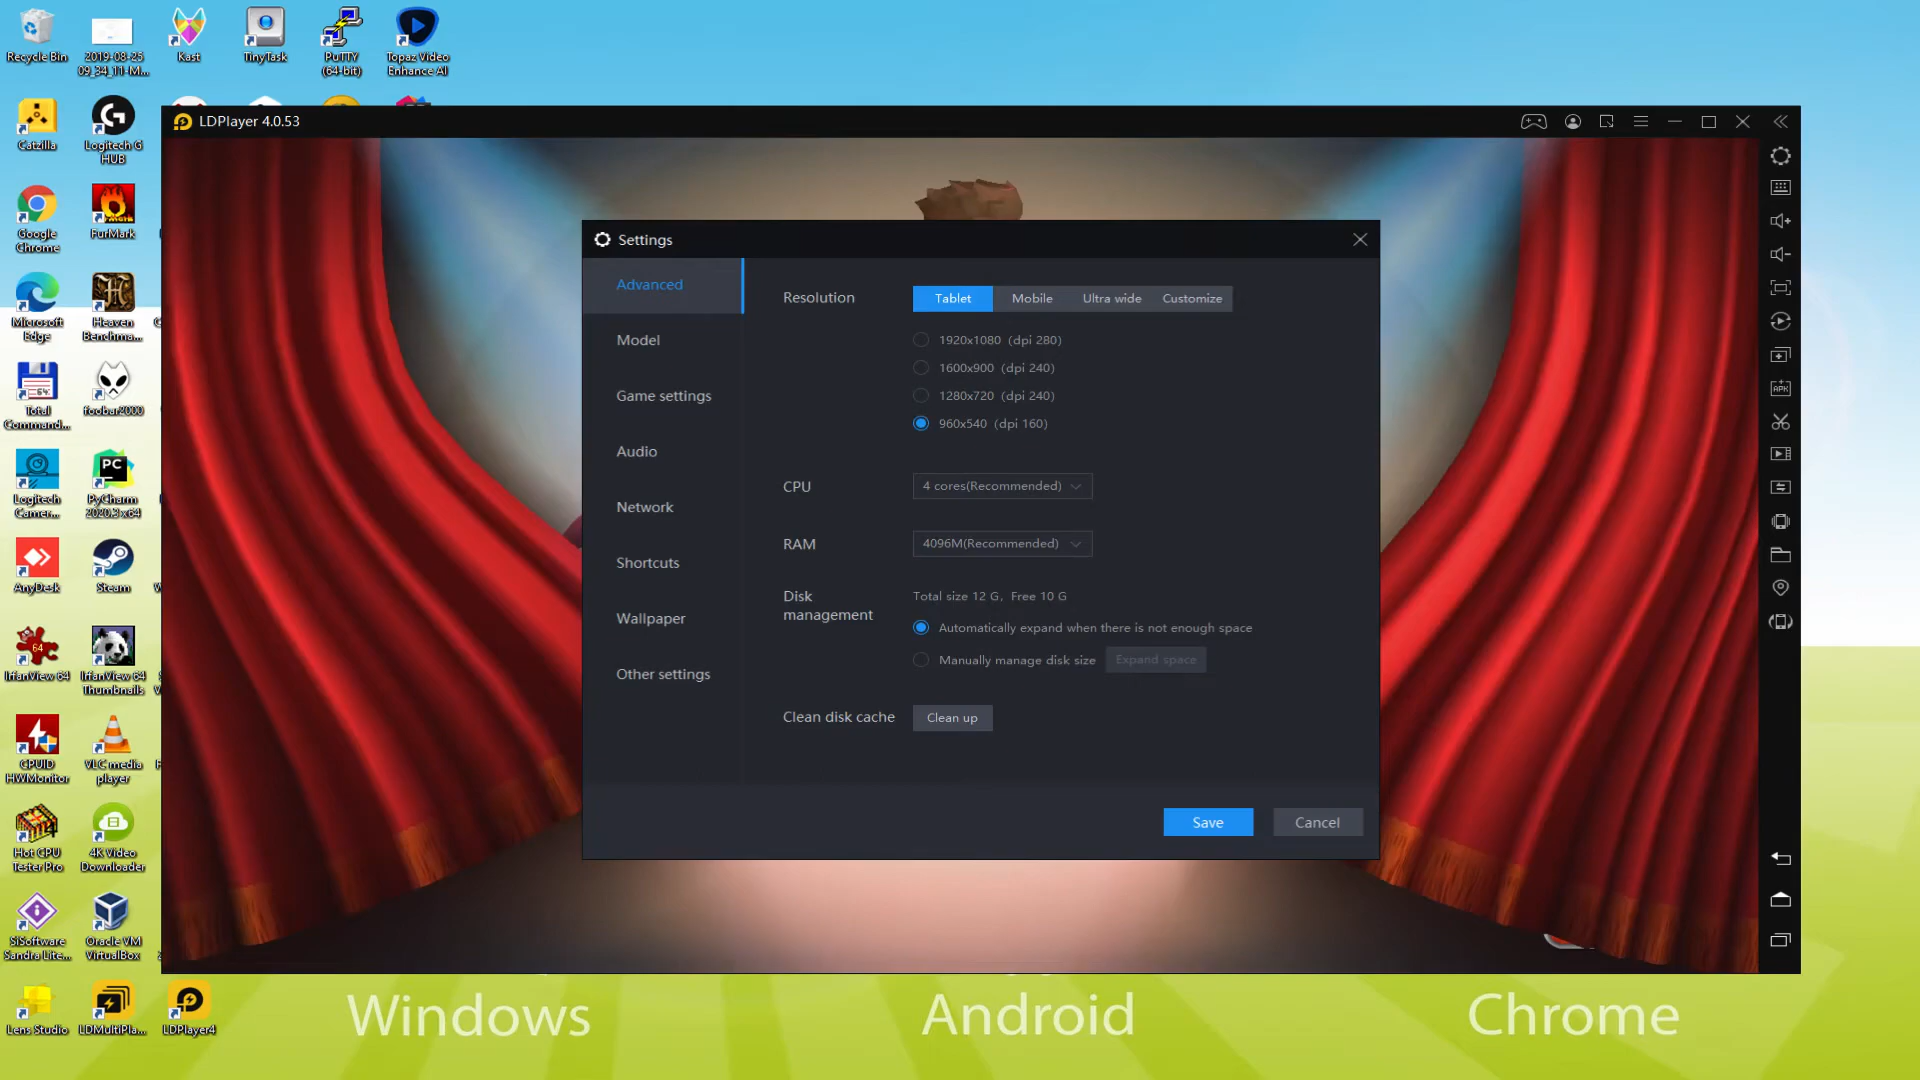 Recycle Bin
2019-08-25
09_34_11-M...
Kast
TinyTask
PuTTY
(64-bit)
Topaz Video
Enhance AI
Catzilla
Logitech G
HUB
Google
Chrome
FurMark
Microsoft
Edge
Heaven
Benchma...
Total
Command...
foobar2000
Logitech
Camer...
PyCharm
2020.3 x64
AnyDesk
Steam
IrfanView 64
IrfanView 64
Thumbnails
CPUID
HWMonitor
VLC media
player
Hot CPU
Tester Pro
4K Video
Downloader
SiSoftware
Sandra Lite...
Oracle VM
VirtualBox
Lens Studio
LDMultiPla...
LDPlayer4
LDPlayer 4.0.53
Settings
Advanced
Model
Game settings
Audio
Network
Shortcuts
Wallpaper
Other settings
Resolution
Tablet Mobile Ultra wide Customize
1920x1080 (dpi 280)
1600x900 (dpi 240)
1280x720 (dpi 240)
960x540 (dpi 160)
CPU
4 cores(Recommended)
RAM
4096M(Recommended)
Disk
management
Total size 12 G, Free 10 G
Automatically expand when there is not enough space
Manually manage disk size Expand space
Clean disk cache Clean up
Save Cancel
APK
Windows Android Chrome